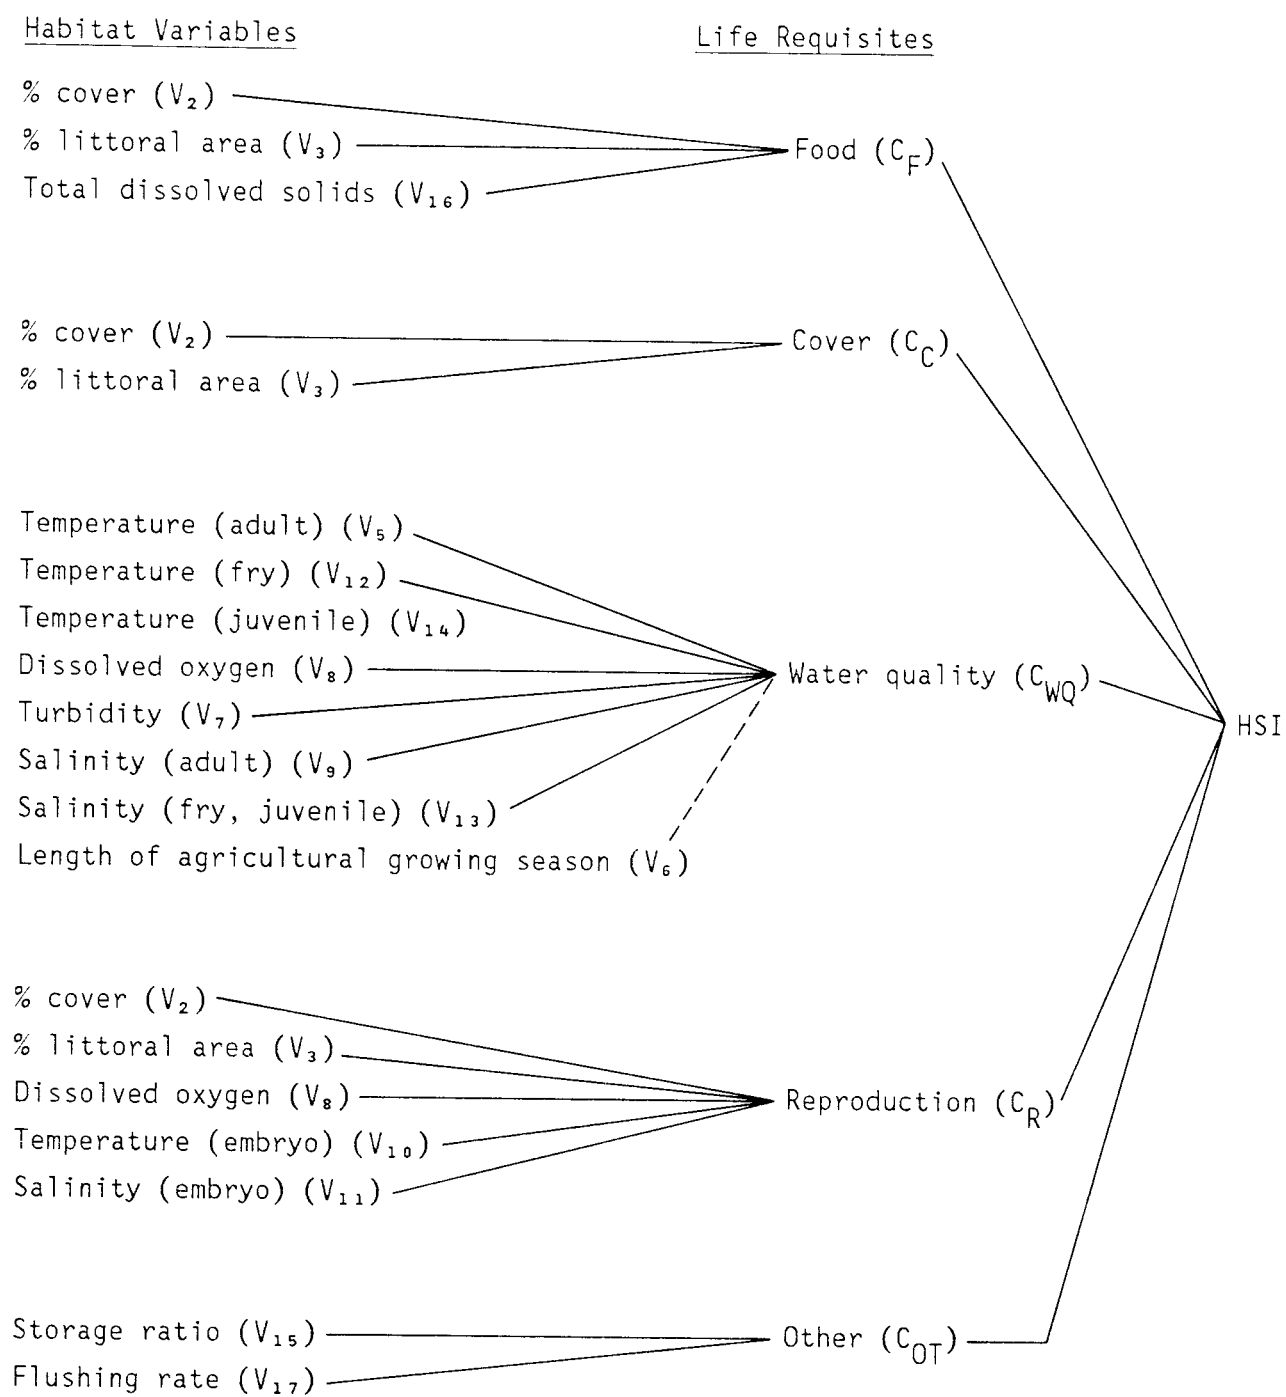 Habitat Variables
Life Requisites
% cover (V₂)
% littoral area (V₃)
Total dissolved solids (V₁₆)
Food (C_F)
% cover (V₂)
% littoral area (V₃)
Cover (C_C)
Temperature (adult) (V₅)
Temperature (fry) (V₁₂)
Temperature (juvenile) (V₁₄)
Dissolved oxygen (V₈)
Turbidity (V₇)
Salinity (adult) (V₉)
Salinity (fry, juvenile) (V₁₃)
Length of agricultural growing season (V₆)
Water quality (C_WQ)
HSI
% cover (V₂)
% littoral area (V₃)
Dissolved oxygen (V₈)
Temperature (embryo) (V₁₀)
Salinity (embryo) (V₁₁)
Reproduction (C_R)
Storage ratio (V₁₅)
Flushing rate (V₁₇)
Other (C_OT)